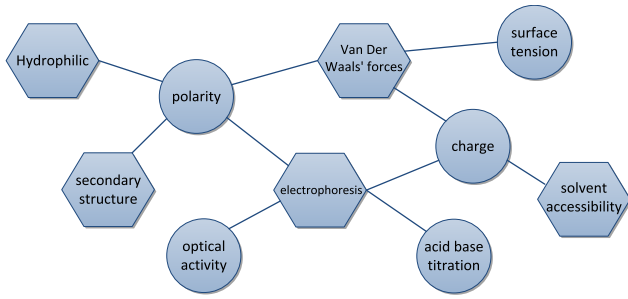 Hydrophilic
polarity
Van Der
Waals' forces
surface
tension
charge
secondary
structure
electrophoresis
solvent
accessibility
optical
activity
acid base
titration